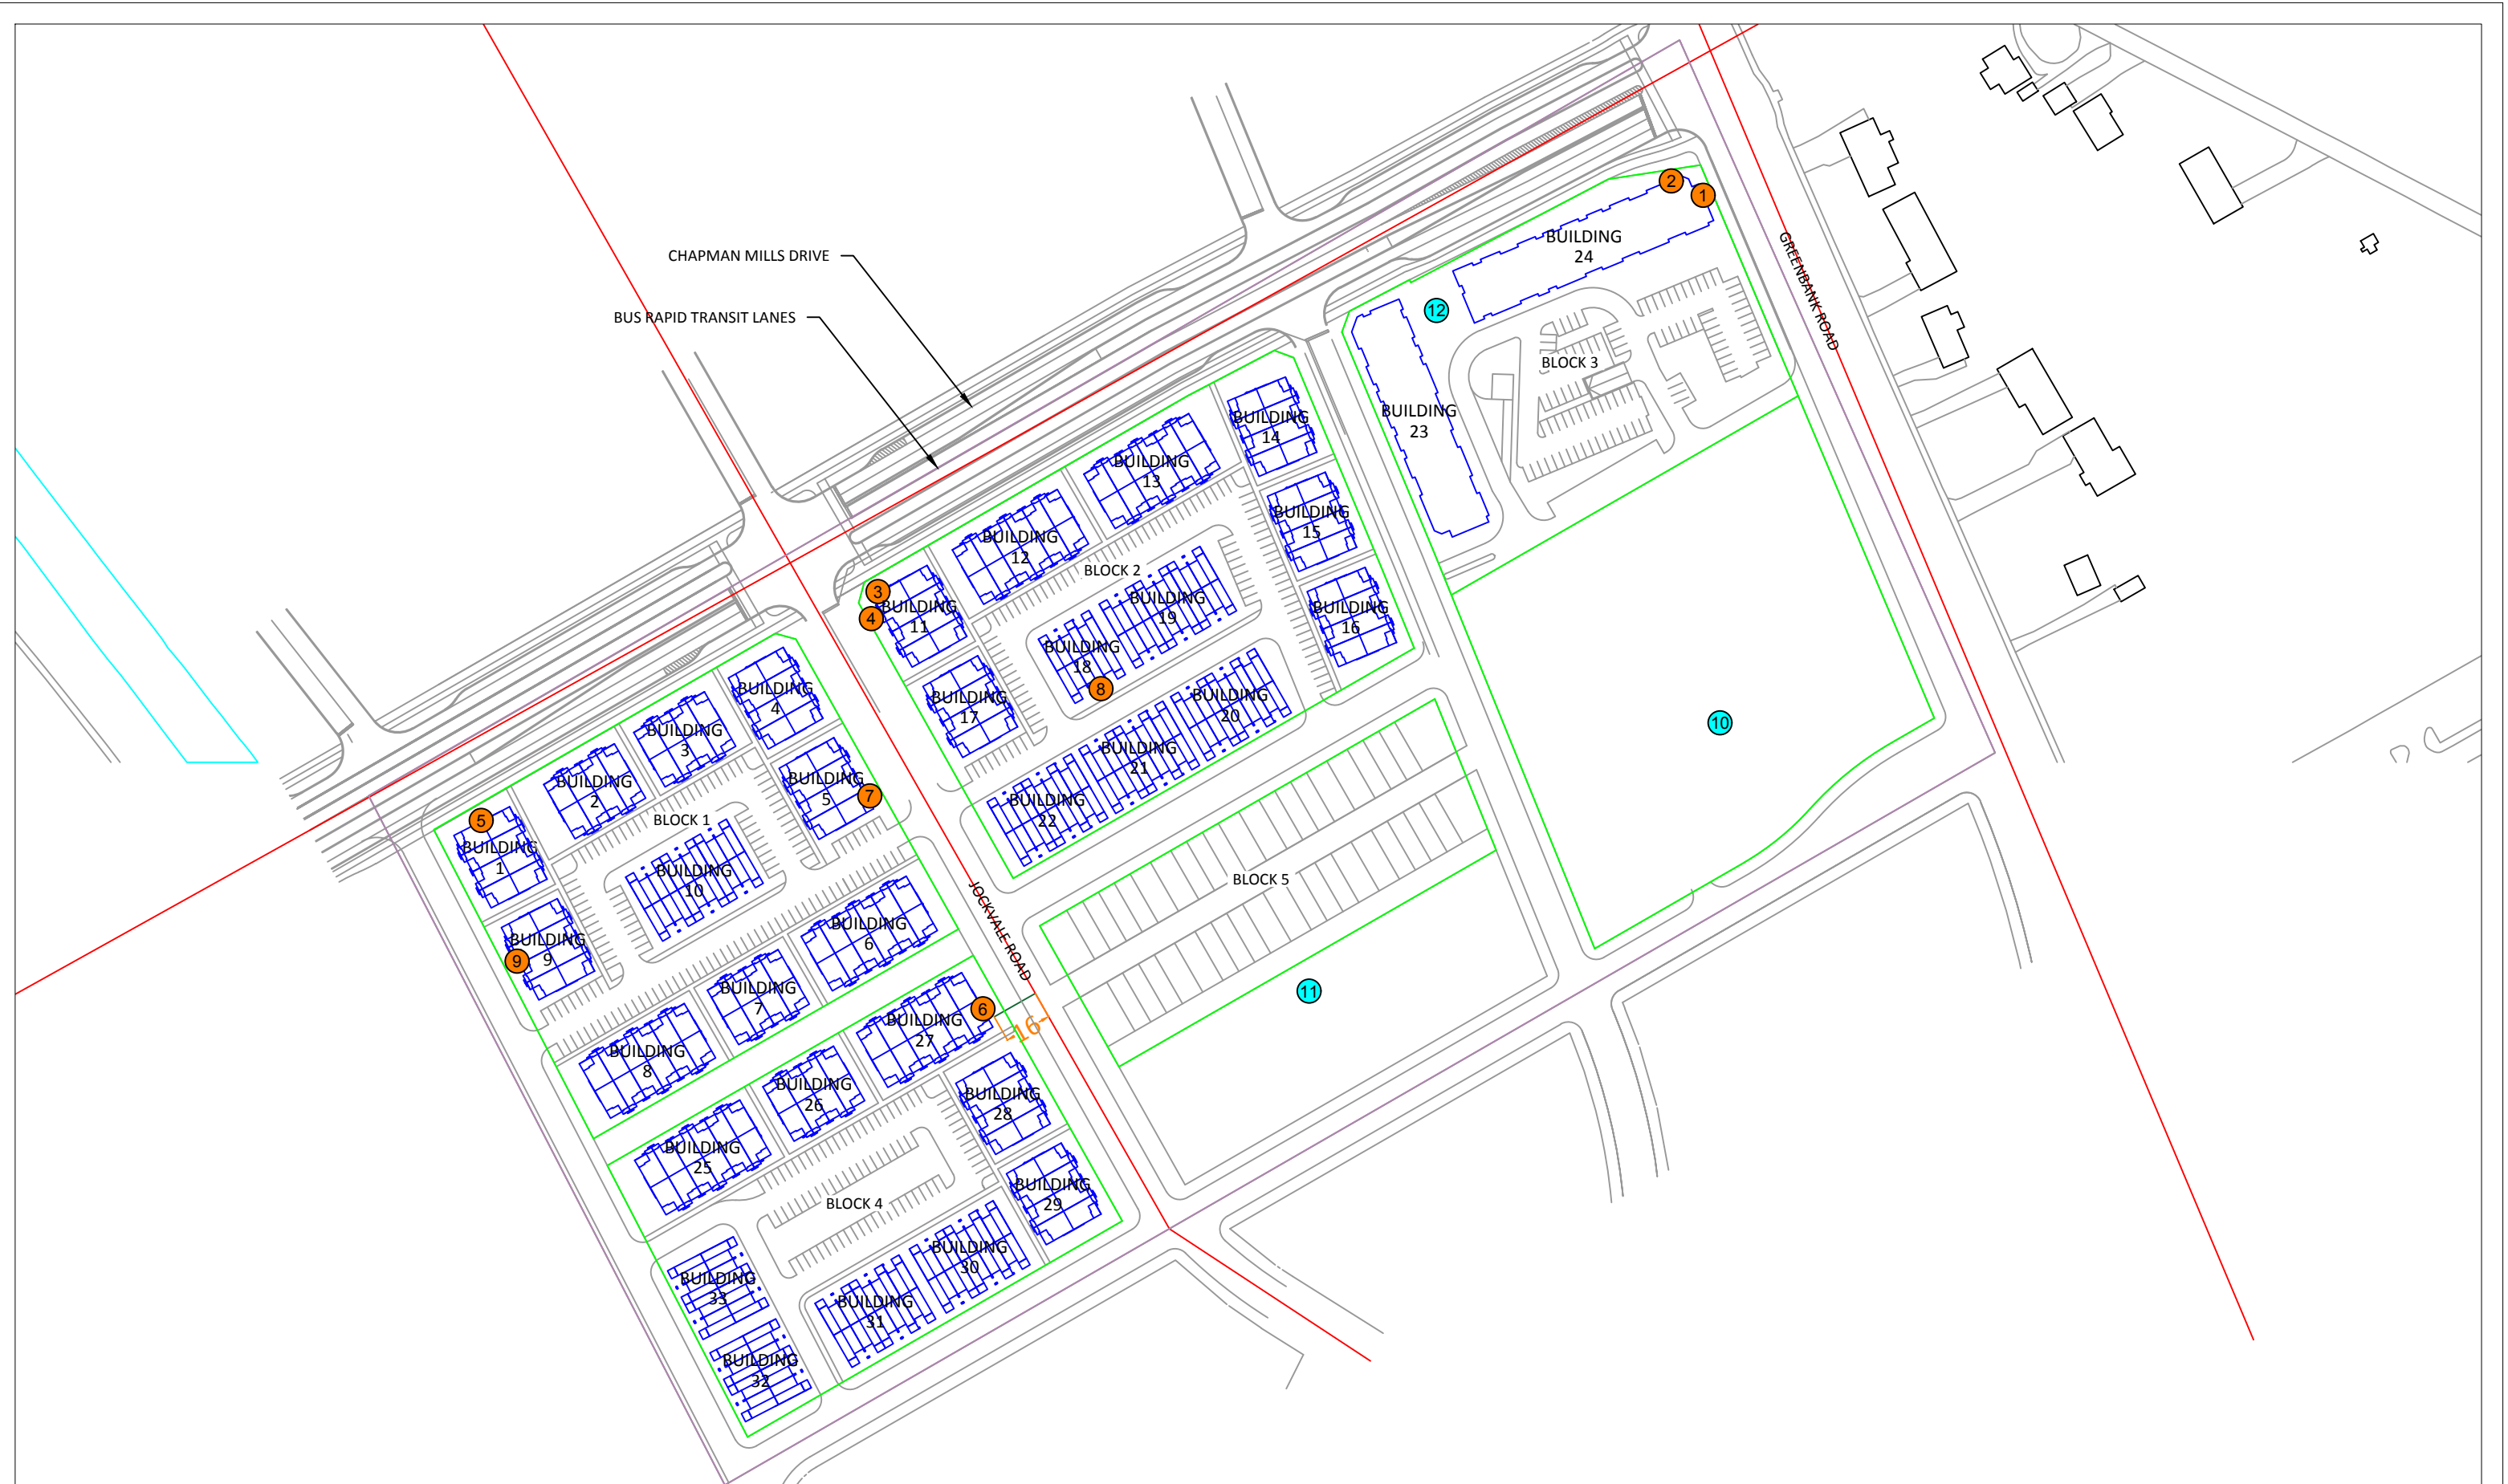 2
1
BUILDING
24
CHAPMAN MILLS DRIVE
GREENBANK ROAD
12
BUS RAPID TRANSIT LANES
BLOCK 3
BUILDING
23
BUILDING
14
BUILDING
13
BUILDING
15
BUILDING
12
BLOCK 2
3
4
BUILDING
11
BUILDING
19
BUILDING
16
BUILDING
18
8
BUILDING
17
BUILDING
20
BUILDING
4
10
BUILDING
3
BUILDING
21
BUILDING
5
7
BUILDING
2
BUILDING
22
BLOCK 1
5
BUILDING
1
BUILDING
10
BLOCK 5
JOCKVALE ROAD
BUILDING
6
BUILDING
9
9
BUILDING
7
11
6
BUILDING
27
16
BUILDING
8
BUILDING
26
BUILDING
28
BUILDING
25
BUILDING
29
BLOCK 4
BUILDING
30
BUILDING
33
BUILDING
31
BUILDING
32